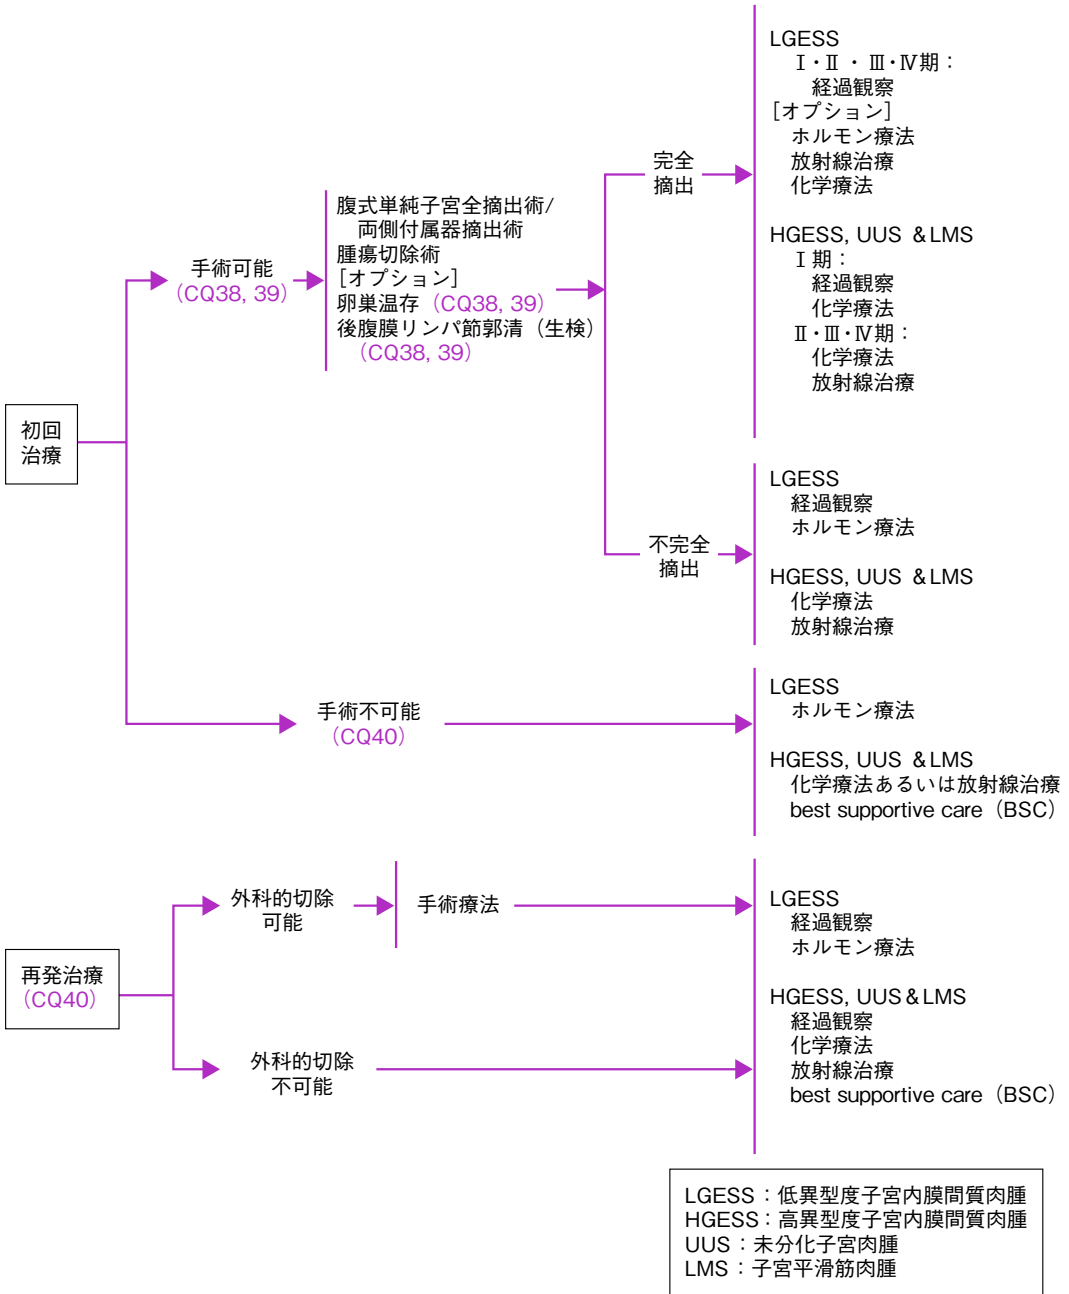 初回
治療
手術可能
（CQ38, 39）
腹式単純子宮全摘出術/
両側付属器摘出術
腫瘍切除術
［オプション］
卵巣温存（CQ38, 39）
後腹膜リンパ節郭清（生検）
（CQ38, 39）
完全
摘出
LGESS
Ⅰ・Ⅱ・Ⅲ・Ⅳ期：
経過観察
［オプション］
ホルモン療法
放射線治療
化学療法
HGESS, UUS &LMS
Ⅰ期：
経過観察
化学療法
Ⅱ・Ⅲ・Ⅳ期：
化学療法
放射線治療
不完全
摘出
LGESS
経過観察
ホルモン療法
HGESS, UUS &LMS
化学療法
放射線治療
手術不可能
（CQ40）
LGESS
ホルモン療法
HGESS, UUS &LMS
化学療法あるいは放射線治療
best supportive care（BSC）
再発治療
（CQ40）
外科的切除
可能
手術療法
外科的切除
不可能
LGESS
経過観察
ホルモン療法
HGESS, UUS&LMS
経過観察
化学療法
放射線治療
best supportive care（BSC）
LGESS：低異型度子宮内膜間質肉腫
HGESS：高異型度子宮内膜間質肉腫
UUS：未分化子宮肉腫
LMS：子宮平滑筋肉腫